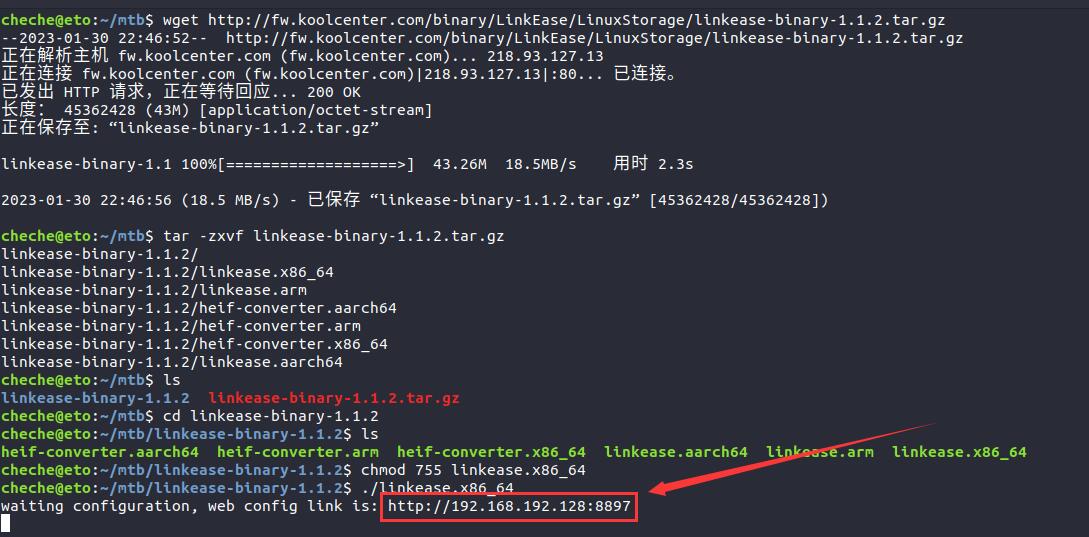 cheche@eto:~/mtb$ wget http://fw.koolcenter.com/binary/LinkEase/LinuxStorage/linkease-binary-1.1.2.tar.gz
--2023-01-30 22:46:52--  http://fw.koolcenter.com/binary/LinkEase/LinuxStorage/linkease-binary-1.1.2.tar.gz
正在解析主机 fw.koolcenter.com (fw.koolcenter.com)... 218.93.127.13
正在连接 fw.koolcenter.com (fw.koolcenter.com)|218.93.127.13|:80... 已连接。
已发出 HTTP 请求，正在等待回应... 200 OK
长度： 45362428 (43M) [application/octet-stream]
正在保存至: “linkease-binary-1.1.2.tar.gz”
linkease-binary-1.1 100%[===================>]  43.26M  18.5MB/s    用时 2.3s
2023-01-30 22:46:56 (18.5 MB/s) - 已保存 “linkease-binary-1.1.2.tar.gz” [45362428/45362428])
cheche@eto:~/mtb$ tar -zxvf linkease-binary-1.1.2.tar.gz
linkease-binary-1.1.2/
linkease-binary-1.1.2/linkease.x86_64
linkease-binary-1.1.2/linkease.arm
linkease-binary-1.1.2/heif-converter.aarch64
linkease-binary-1.1.2/heif-converter.arm
linkease-binary-1.1.2/heif-converter.x86_64
linkease-binary-1.1.2/linkease.aarch64
cheche@eto:~/mtb$ ls
linkease-binary-1.1.2  linkease-binary-1.1.2.tar.gz
cheche@eto:~/mtb$ cd linkease-binary-1.1.2
cheche@eto:~/mtb/linkease-binary-1.1.2$ ls
heif-converter.aarch64  heif-converter.arm  heif-converter.x86_64  linkease.aarch64  linkease.arm  linkease.x86_64
cheche@eto:~/mtb/linkease-binary-1.1.2$ chmod 755 linkease.x86_64
cheche@eto:~/mtb/linkease-binary-1.1.2$ ./linkease.x86_64
waiting configuration, web config link is: http://192.168.192.128:8897